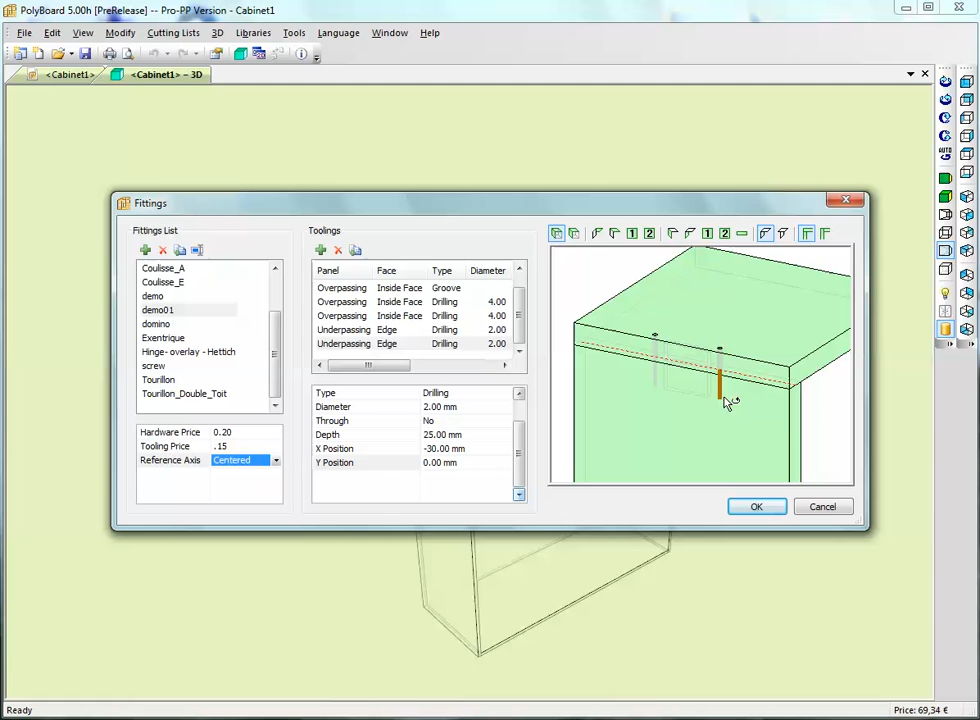 PolyBoard 5.00h [PreRelease] -- Pro-PP Version - Cabinet1
File Edit View Modify Cutting Lists 3D Libraries Tools Language Window Help
<Cabinet1> <Cabinet1> -- 3D
AUTO
Fittings
Fittings List
Toolings
1 2 1 2
Coulisse_A
Coulisse_E
demo
demo01
domino
Exentrique
Hinge- overlay - Hettich
screw
Tourillon
Tourillon_Double_Toit
Hardware Price 0.20
Tooling Price .15
Reference Axis Centered
Panel Face Type Diameter
Overpassing Inside Face Groove
Overpassing Inside Face Drilling 4.00
Overpassing Inside Face Drilling 4.00
Underpassing Edge Drilling 2.00
Underpassing Edge Drilling 2.00
Type Drilling
Diameter 2.00 mm
Through No
Depth 25.00 mm
X Position -30.00 mm
Y Position 0.00 mm
OK Cancel
Ready Price: 69,34 €